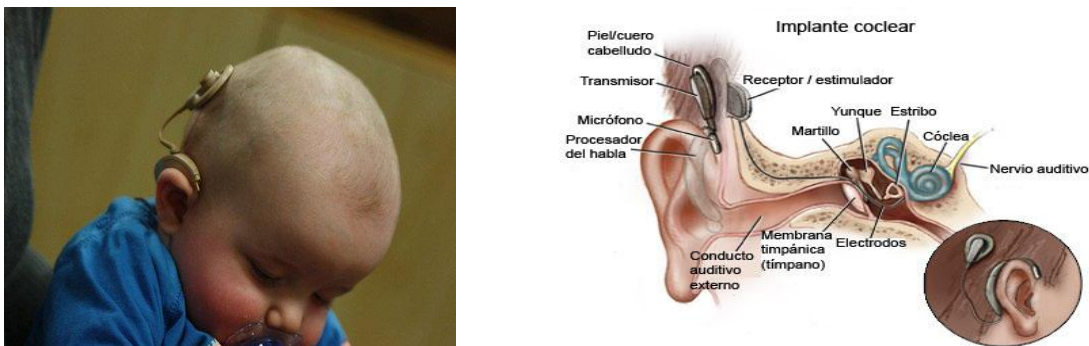 Implante coclear
Piel/cuero
cabelludo
Transmisor
Receptor / estimulador
Micrófono
Procesador
del habla
Martillo
Yunque
Estribo
Cóclea
Nervio auditivo
Membrana
timpánica
(tímpano)
Electrodos
Conducto
auditivo
externo